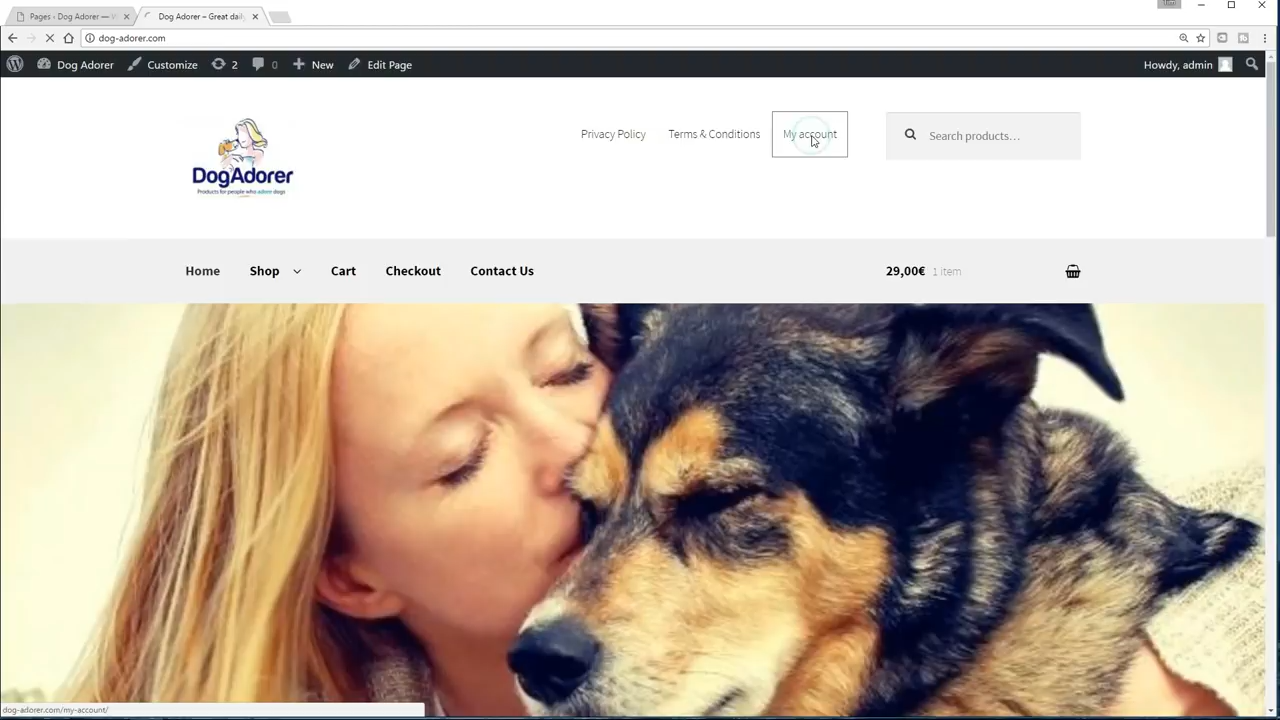 Pages ‹ Dog Adorer — W
Dog Adorer – Great dail
dog-adorer.com
Dog Adorer
Customize
2
0
New
Edit Page
Howdy, admin
DogAdorer
Products for people who adore dogs
Privacy Policy
Terms & Conditions
My account
Search products…
Home
Shop
Cart
Checkout
Contact Us
29,00€ 1 item
dog-adorer.com/my-account/